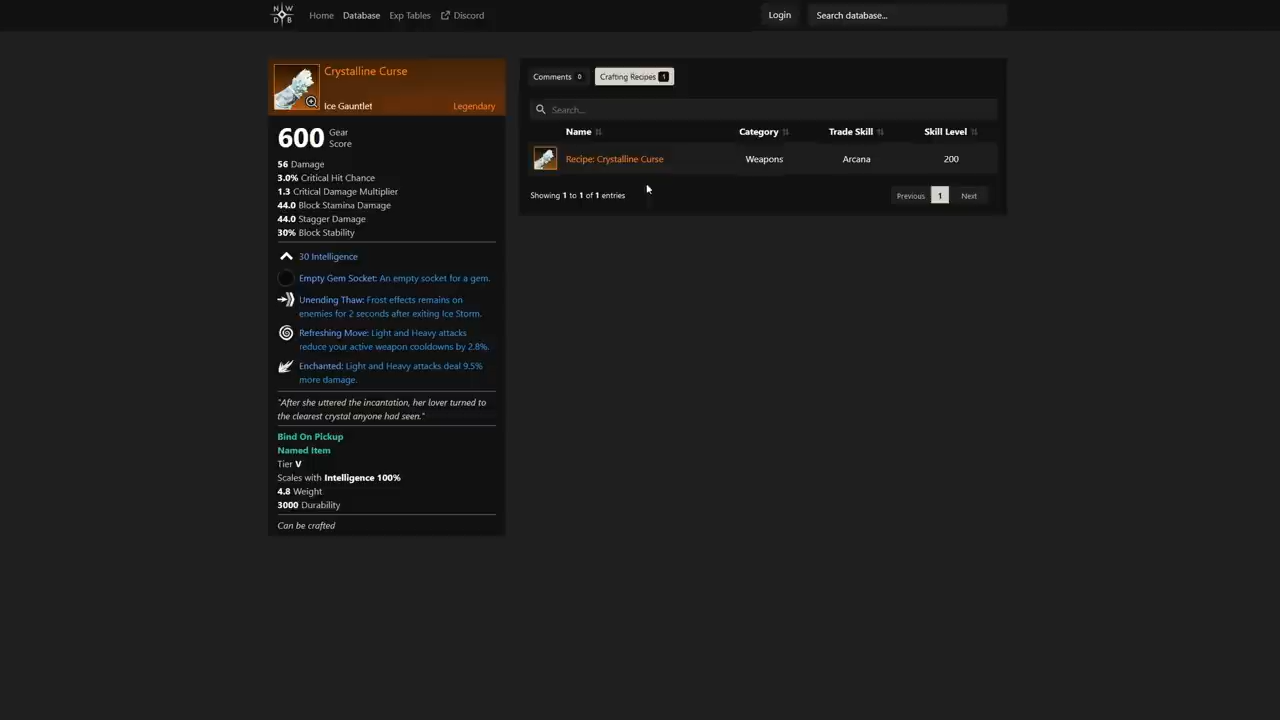 NW
DB
Home
Database
Exp Tables
Discord
Login
Search database...
Crystalline Curse
Ice Gauntlet
Legendary
600 Gear Score
56 Damage
3.0% Critical Hit Chance
1.3 Critical Damage Multiplier
44.0 Block Stamina Damage
44.0 Stagger Damage
30% Block Stability
30 Intelligence
Empty Gem Socket: An empty socket for a gem.
Unending Thaw: Frost effects remains on
enemies for 2 seconds after exiting Ice Storm.
Refreshing Move: Light and Heavy attacks
reduce your active weapon cooldowns by 2.8%.
Enchanted: Light and Heavy attacks deal 9.5%
more damage.
"After she uttered the incantation, her lover turned to
the clearest crystal anyone had seen."
Bind On Pickup
Named Item
Tier V
Scales with Intelligence 100%
4.8 Weight
3000 Durability
Can be crafted
Comments 0
Crafting Recipes 1
Search...
Name Category Trade Skill Skill Level
Recipe: Crystalline Curse Weapons Arcana 200
Showing 1 to 1 of 1 entries
Previous 1 Next